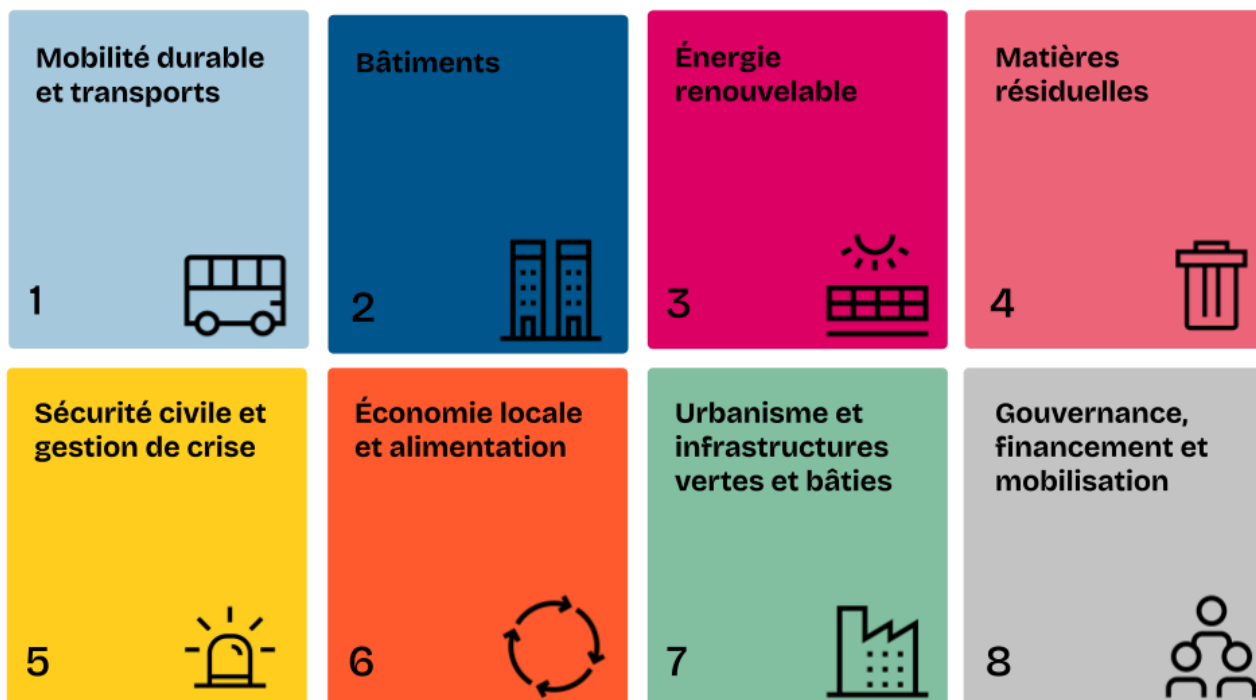 Mobilité durable
et transports
1
Bâtiments
2
Énergie
renouvelable
3
Matières
résiduelles
4
Sécurité civile et
gestion de crise
5
Économie locale
et alimentation
6
Urbanisme et
infrastructures
vertes et bâties
7
Gouvernance,
financement et
mobilisation
8